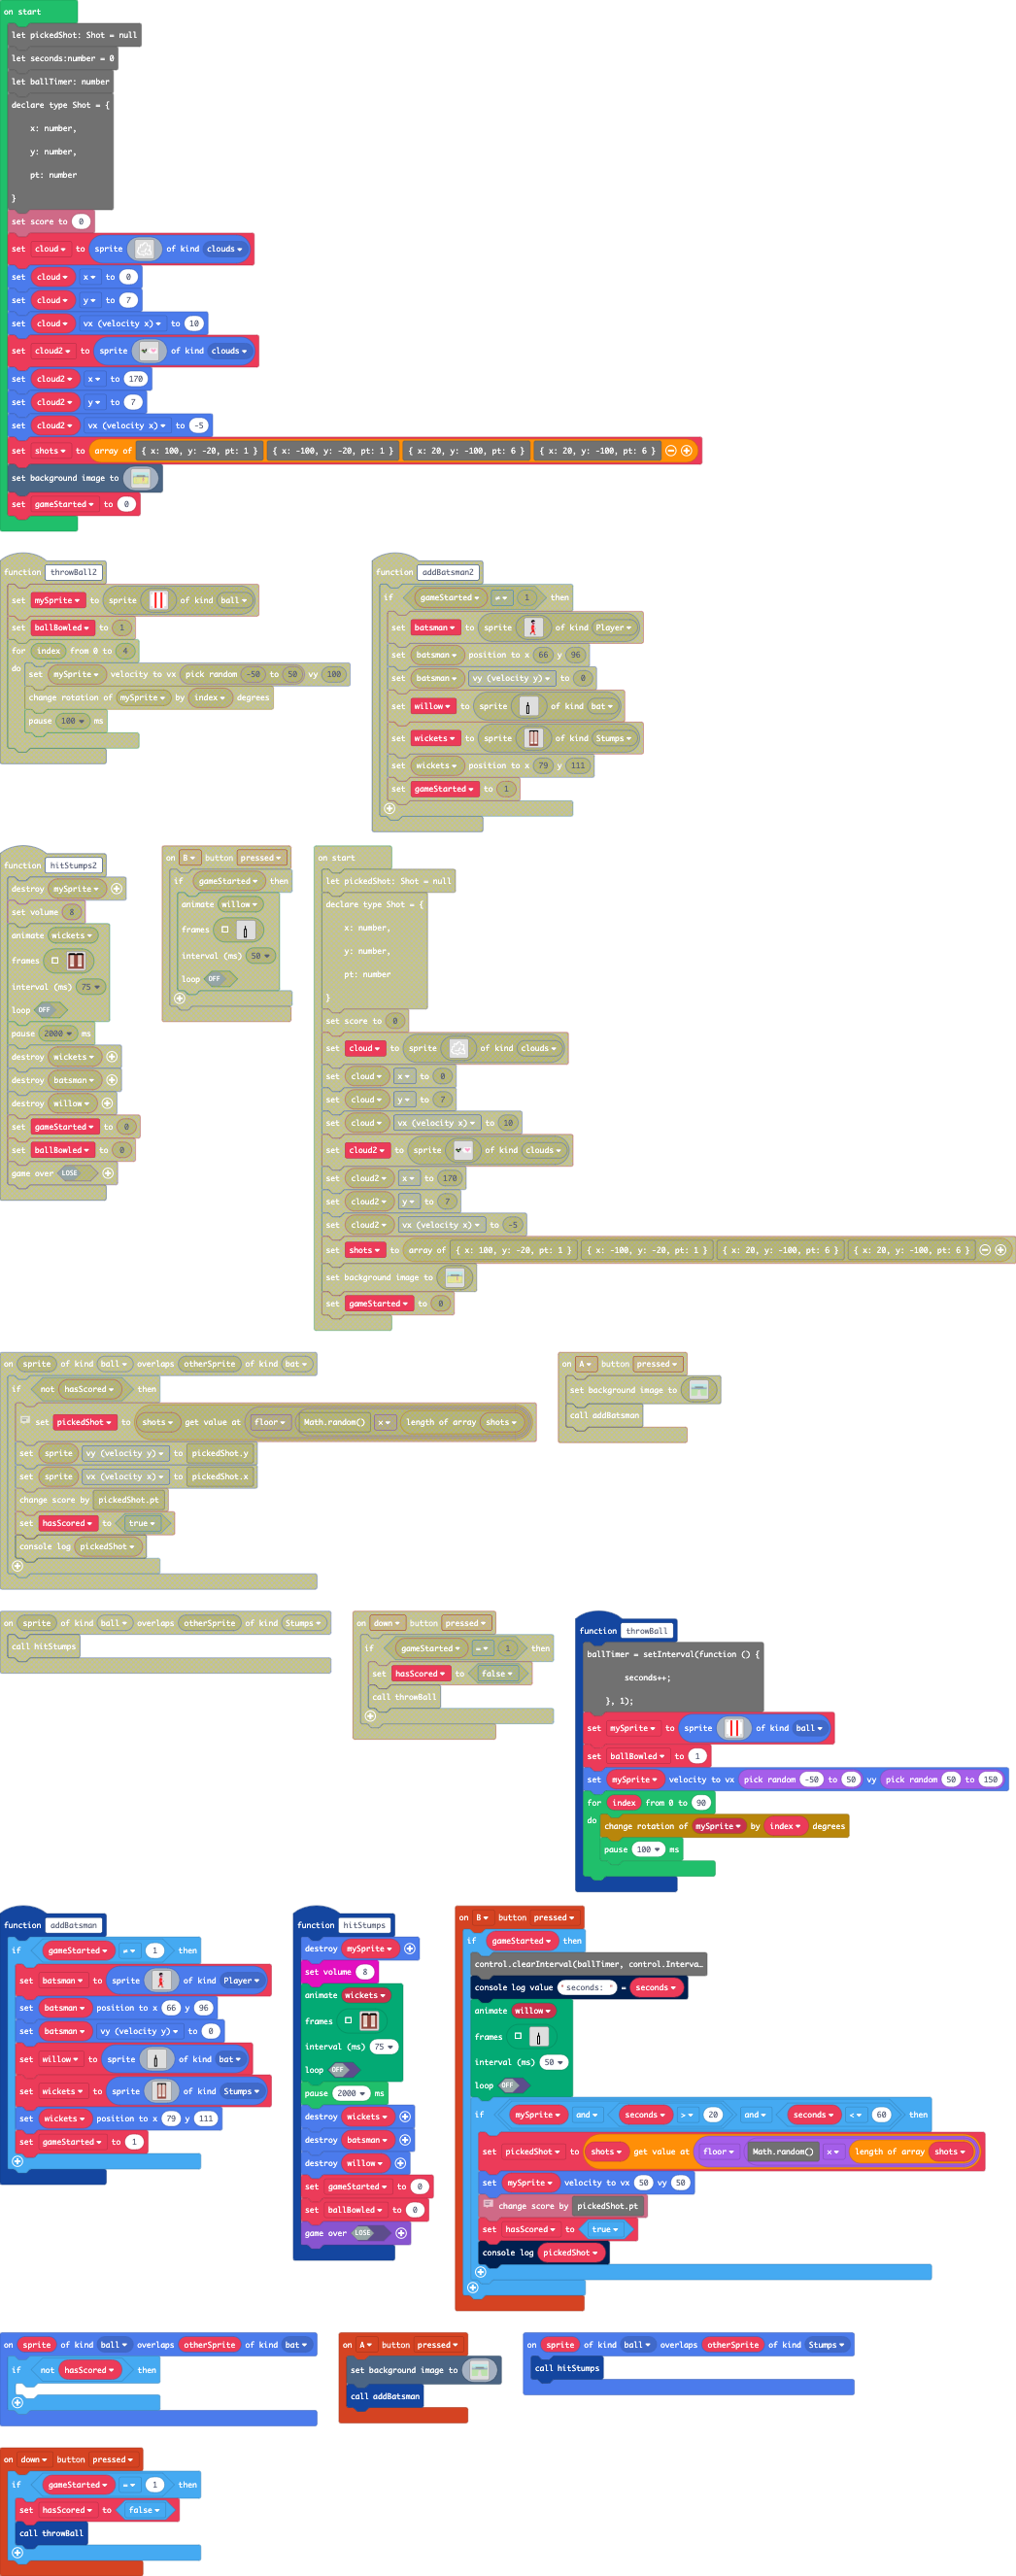 on start
let pickedShot: Shot = null
let seconds:number = 0
let ballTimer: number
declare type Shot = {
x: number,
y: number,
pt: number
}
set score to 0
set cloud to sprite of kind clouds
set cloud x to 0
set cloud y to 7
set cloud vx (velocity x) to 10
set cloud2 to sprite of kind clouds
set cloud2 x to 170
set cloud2 y to 7
set cloud2 vx (velocity x) to -5
set shots to array of { x: 100, y: -20, pt: 1 } { x: -100, y: -20, pt: 1 } { x: 20, y: -100, pt: 6 } { x: 20, y: -100, pt: 6 }
set background image to
set gameStarted to 0
function throwBall2
set mySprite to sprite of kind ball
set ballBowled to 1
for index from 0 to 4
do set mySprite velocity to vx pick random -50 to 50 vy 100
change rotation of mySprite by index degrees
pause 100 ms
function addBatsman2
if gameStarted ≠ 1 then
set batsman to sprite of kind Player
set batsman position to x 66 y 96
set batsman vy (velocity y) to 0
set willow to sprite of kind bat
set wickets to sprite of kind Stumps
set wickets position to x 79 y 111
set gameStarted to 1
function hitStumps2
destroy mySprite
set volume 8
animate wickets
frames
interval (ms) 75
loop OFF
pause 2000 ms
destroy wickets
destroy batsman
destroy willow
set gameStarted to 0
set ballBowled to 0
game over LOSE
on B button pressed
if gameStarted then
animate willow
frames
interval (ms) 50
loop OFF
on start
let pickedShot: Shot = null
declare type Shot = {
x: number,
y: number,
pt: number
}
set score to 0
set cloud to sprite of kind clouds
set cloud x to 0
set cloud y to 7
set cloud vx (velocity x) to 10
set cloud2 to sprite of kind clouds
set cloud2 x to 170
set cloud2 y to 7
set cloud2 vx (velocity x) to -5
set shots to array of { x: 100, y: -20, pt: 1 } { x: -100, y: -20, pt: 1 } { x: 20, y: -100, pt: 6 } { x: 20, y: -100, pt: 6 }
set background image to
set gameStarted to 0
on sprite of kind ball overlaps otherSprite of kind bat
if not hasScored then
set pickedShot to shots get value at floor Math.random() x length of array shots
set sprite vy (velocity y) to pickedShot.y
set sprite vx (velocity x) to pickedShot.x
change score by pickedShot.pt
set hasScored to true
console log pickedShot
on A button pressed
set background image to
call addBatsman
on sprite of kind ball overlaps otherSprite of kind Stumps
call hitStumps
on down button pressed
if gameStarted = 1 then
set hasScored to false
call throwBall
function throwBall
ballTimer = setInterval(function () {
seconds++;
}, 1);
set mySprite to sprite of kind ball
set ballBowled to 1
set mySprite velocity to vx pick random -50 to 50 vy pick random 50 to 150
for index from 0 to 90
do change rotation of mySprite by index degrees
pause 100 ms
function addBatsman
if gameStarted ≠ 1 then
set batsman to sprite of kind Player
set batsman position to x 66 y 96
set batsman vy (velocity y) to 0
set willow to sprite of kind bat
set wickets to sprite of kind Stumps
set wickets position to x 79 y 111
set gameStarted to 1
function hitStumps
destroy mySprite
set volume 8
animate wickets
frames
interval (ms) 75
loop OFF
pause 2000 ms
destroy wickets
destroy batsman
destroy willow
set gameStarted to 0
set ballBowled to 0
game over LOSE
on B button pressed
if gameStarted then
control.clearInterval(ballTimer, control.Interva…
console log value "seconds: " = seconds
animate willow
frames
interval (ms) 50
loop OFF
if mySprite and seconds > 20 and seconds < 60 then
set pickedShot to shots get value at floor Math.random() x length of array shots
set mySprite velocity to vx 50 vy 50
change score by pickedShot.pt
set hasScored to true
console log pickedShot
on sprite of kind ball overlaps otherSprite of kind bat
if not hasScored then
on A button pressed
set background image to
call addBatsman
on sprite of kind ball overlaps otherSprite of kind Stumps
call hitStumps
on down button pressed
if gameStarted = 1 then
set hasScored to false
call throwBall